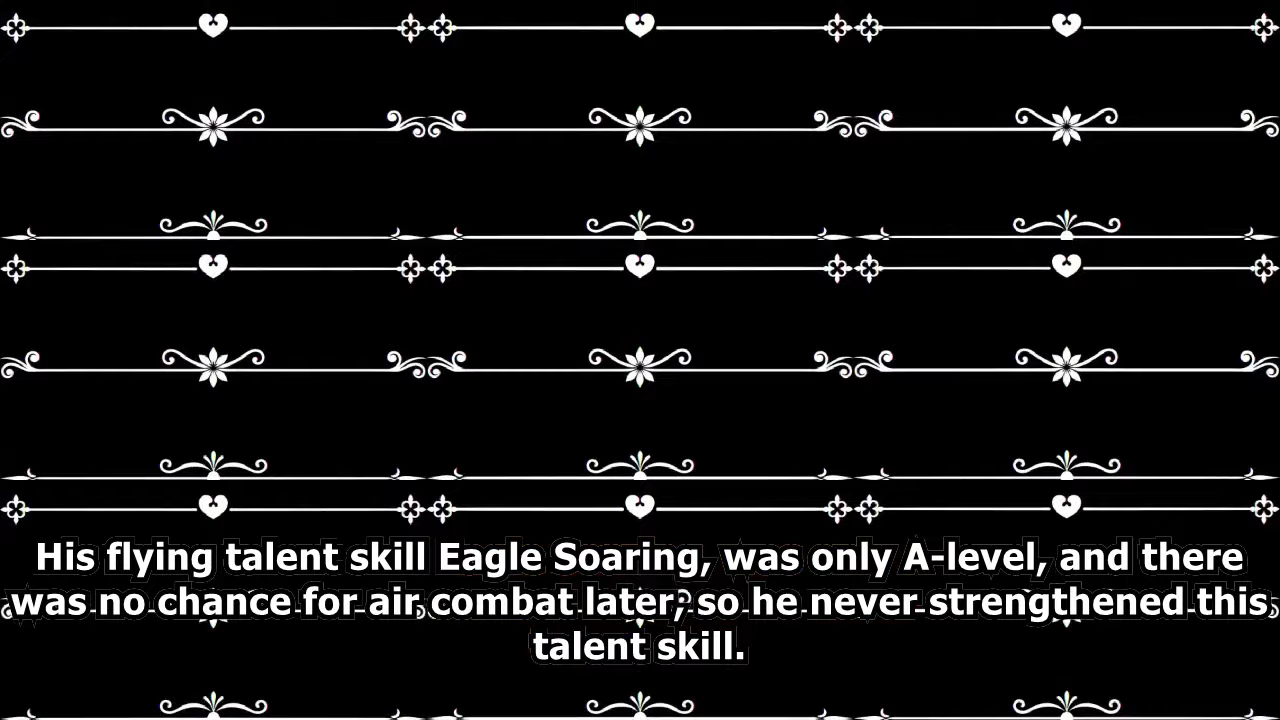 His flying talent skill Eagle Soaring, was only A-level, and there
was no chance for air combat later, so he never strengthened this
talent skill.